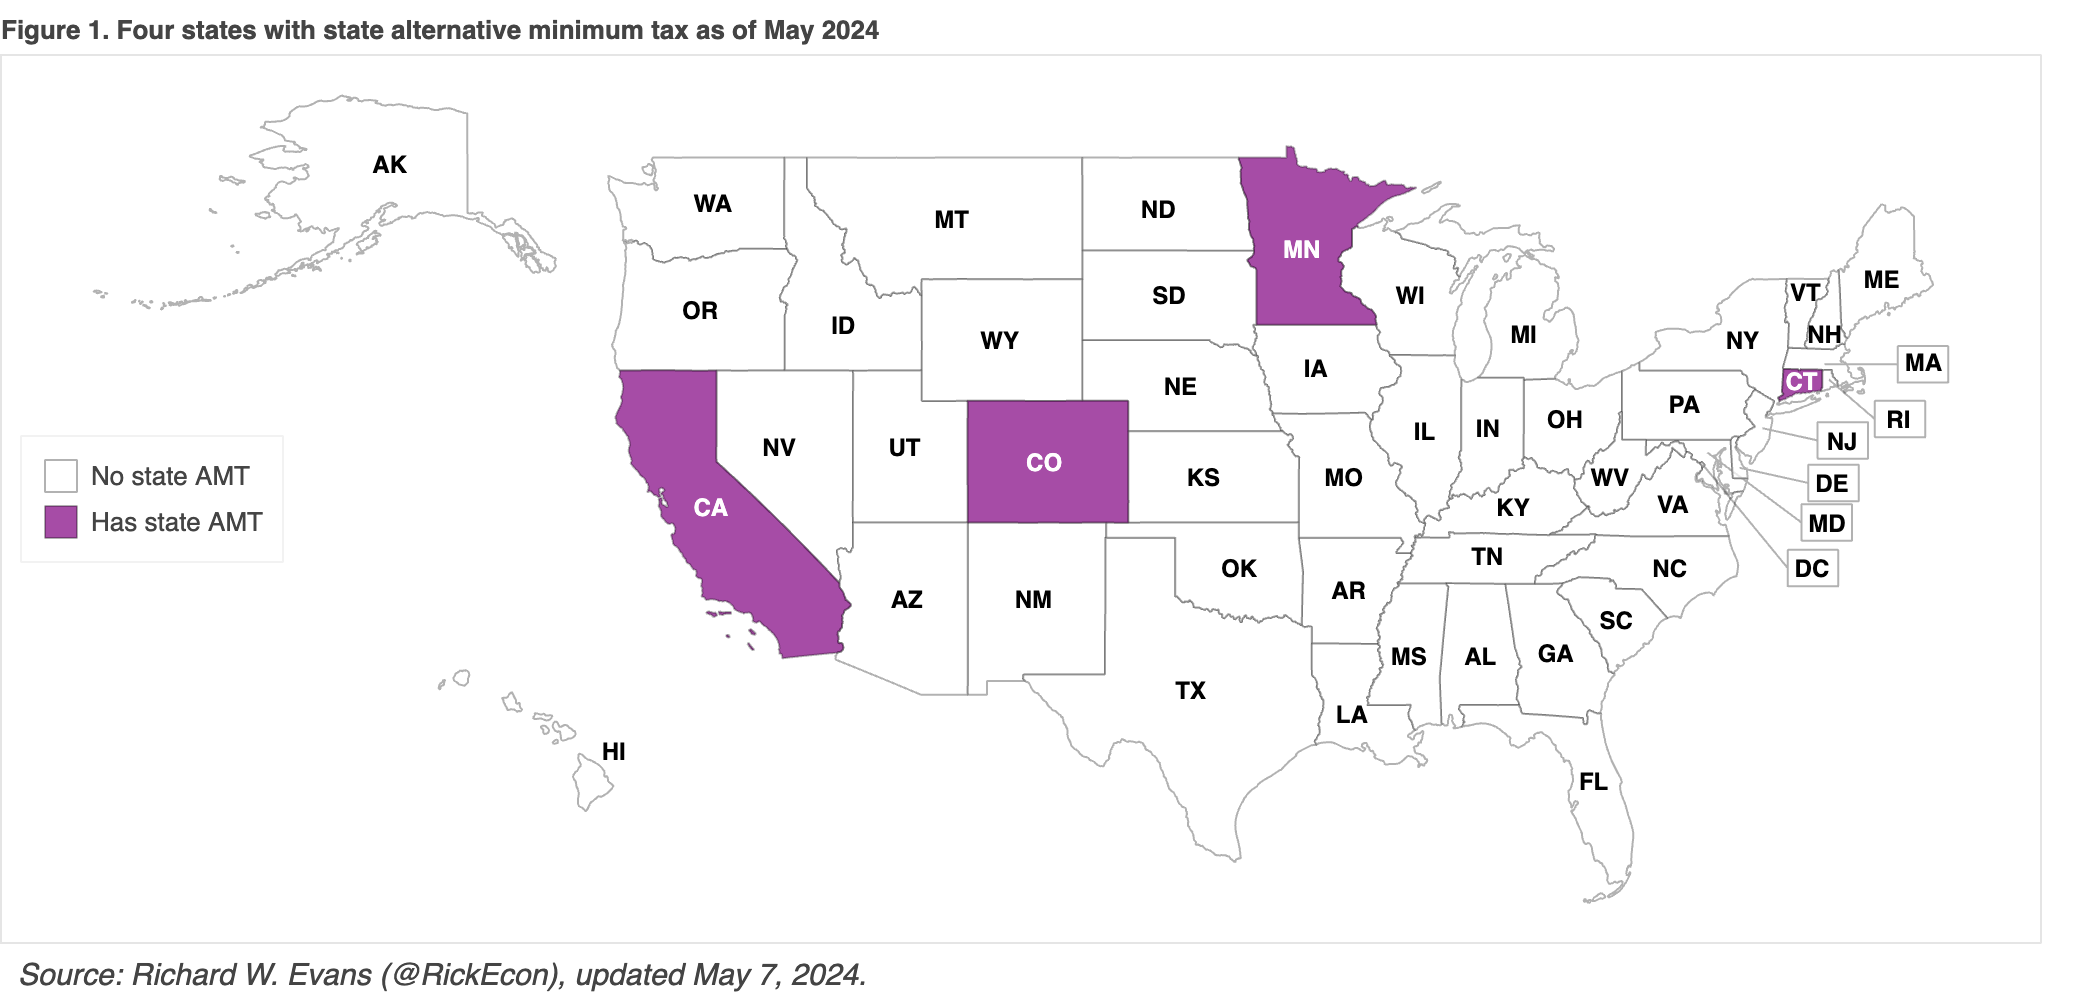 Figure 1. Four states with state alternative minimum tax as of May 2024
AK
WA
MT
ND
MN
OR
ID
WY
SD
WI
MI
NY
VT
NH
ME
MA
CT
RI
NJ
DE
MD
DC
NE
IA
IL
IN
OH
PA
NV
UT
CO
KS
MO
KY
WV
VA
CA
No state AMT
Has state AMT
AZ
NM
OK
AR
TN
NC
SC
MS
AL
GA
TX
LA
HI
FL
Source: Richard W. Evans (@RickEcon), updated May 7, 2024.